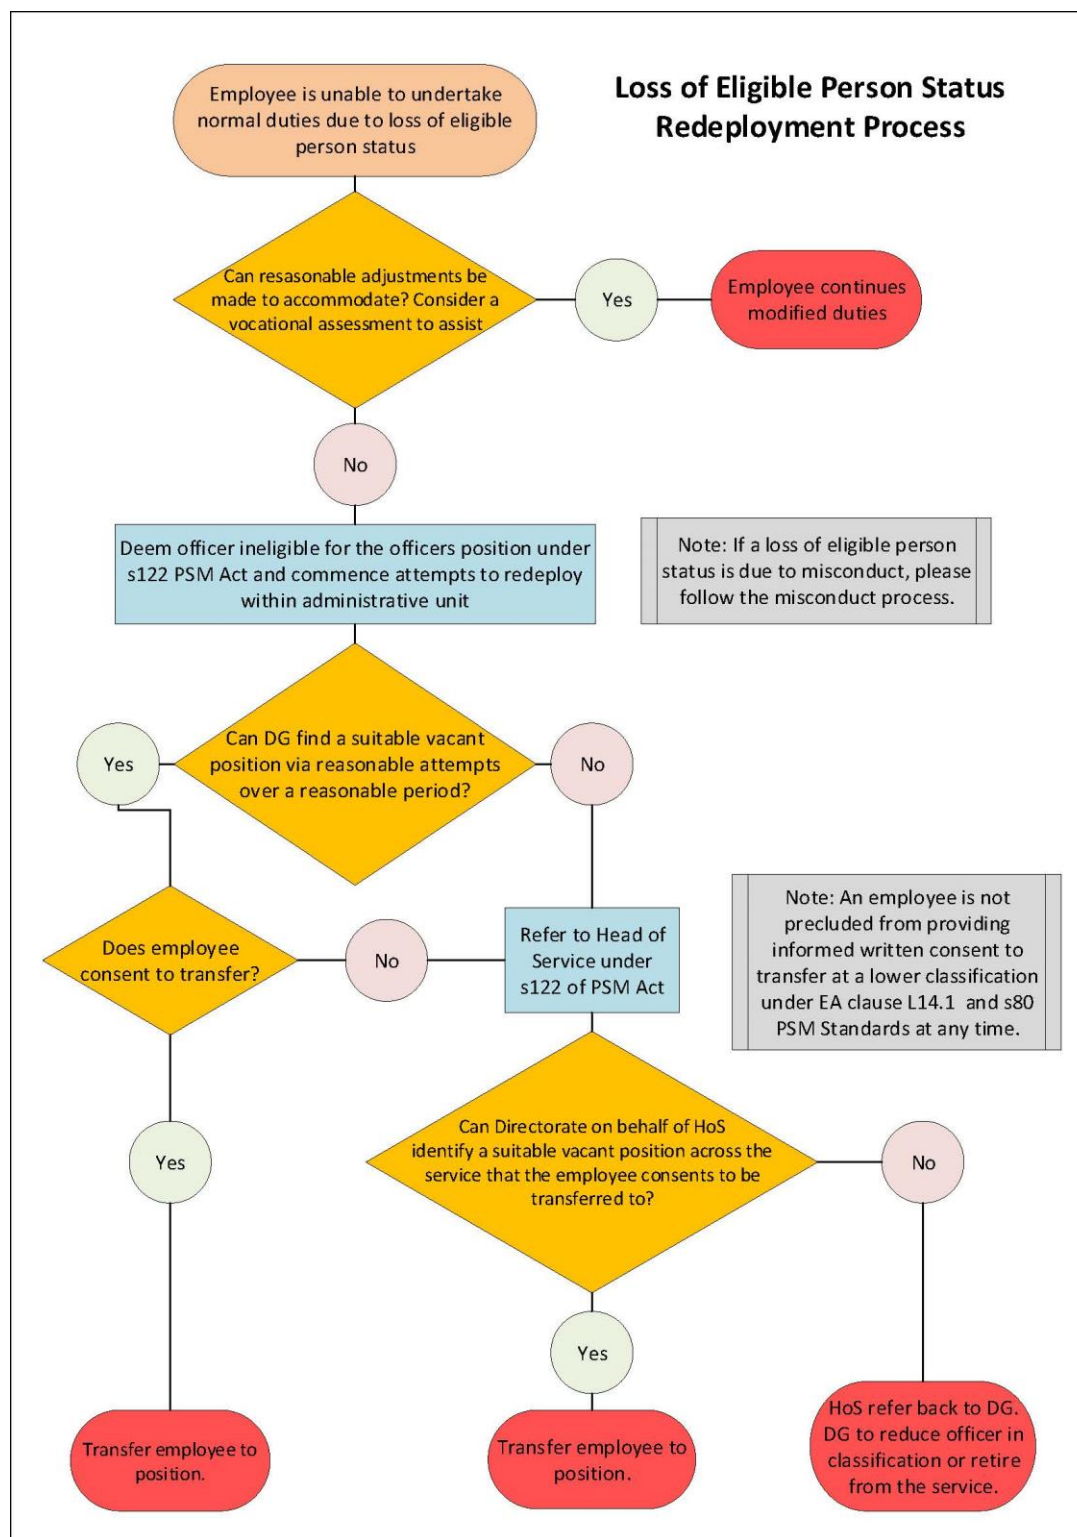 Loss of Eligible Person Status
Redeployment Process
Employee is unable to undertake
normal duties due to loss of eligible
person status
Can resasonable adjustments be
made to accommodate? Consider a
vocational assessment to assist
Yes
Employee continues
modified duties
No
Deem officer ineligible for the officers position under
s122 PSM Act and commence attempts to redeploy
within administrative unit
Note: If a loss of eligible person
status is due to misconduct, please
follow the misconduct process.
Yes
Can DG find a suitable vacant
position via reasonable attempts
over a reasonable period?
No
Does employee
consent to transfer?
No
Refer to Head of
Service under
s122 of PSM Act
Note: An employee is not
precluded from providing
informed written consent to
transfer at a lower classification
under EA clause L14.1 and s80
PSM Standards at any time.
Yes
Can Directorate on behalf of HoS
identify a suitable vacant position across the
service that the employee consents to be
transferred to?
No
Yes
Transfer employee to
position.
Transfer employee to
position.
HoS refer back to DG.
DG to reduce officer in
classification or retire
from the service.